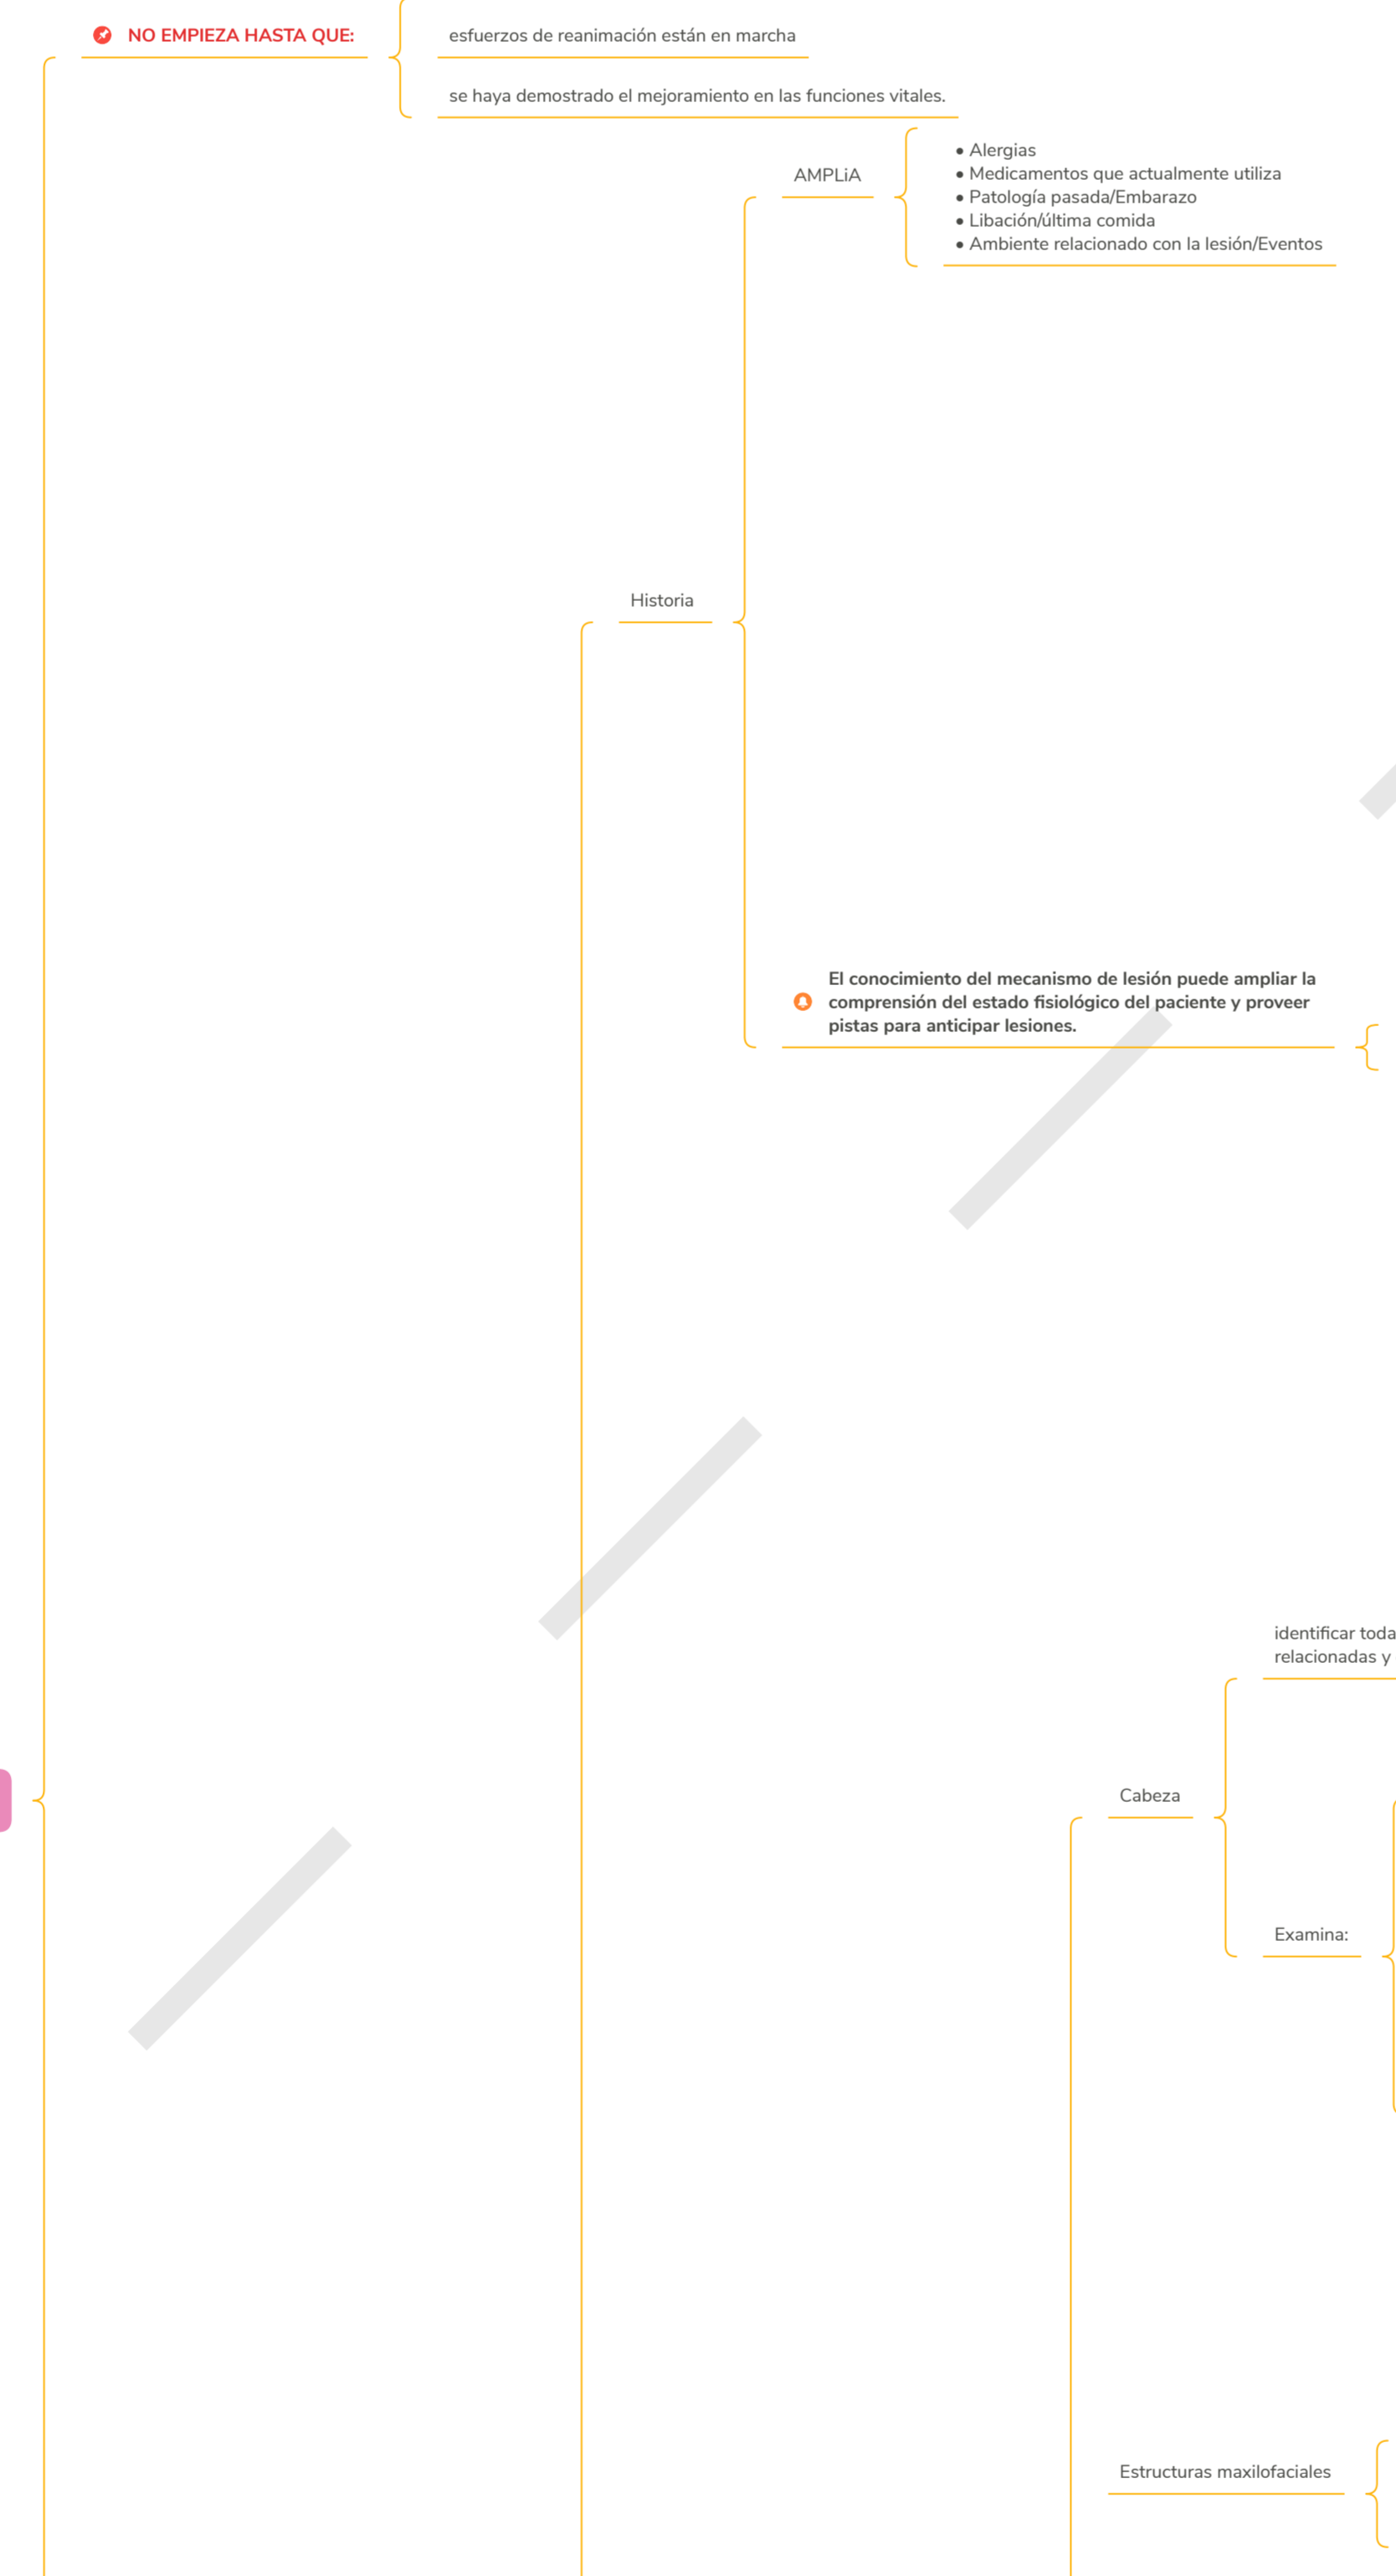 NO EMPIEZA HASTA QUE:
esfuerzos de reanimación están en marcha
se haya demostrado el mejoramiento en las funciones vitales.
AMPLiA
• Alergias
• Medicamentos que actualmente utiliza
• Patología pasada/Embarazo
• Libación/última comida
• Ambiente relacionado con la lesión/Eventos
Historia
El conocimiento del mecanismo de lesión puede ampliar la
comprensión del estado fisiológico del paciente y proveer
pistas para anticipar lesiones.
identificar toda
relacionadas y
Cabeza
Examina:
Estructuras maxilofaciales